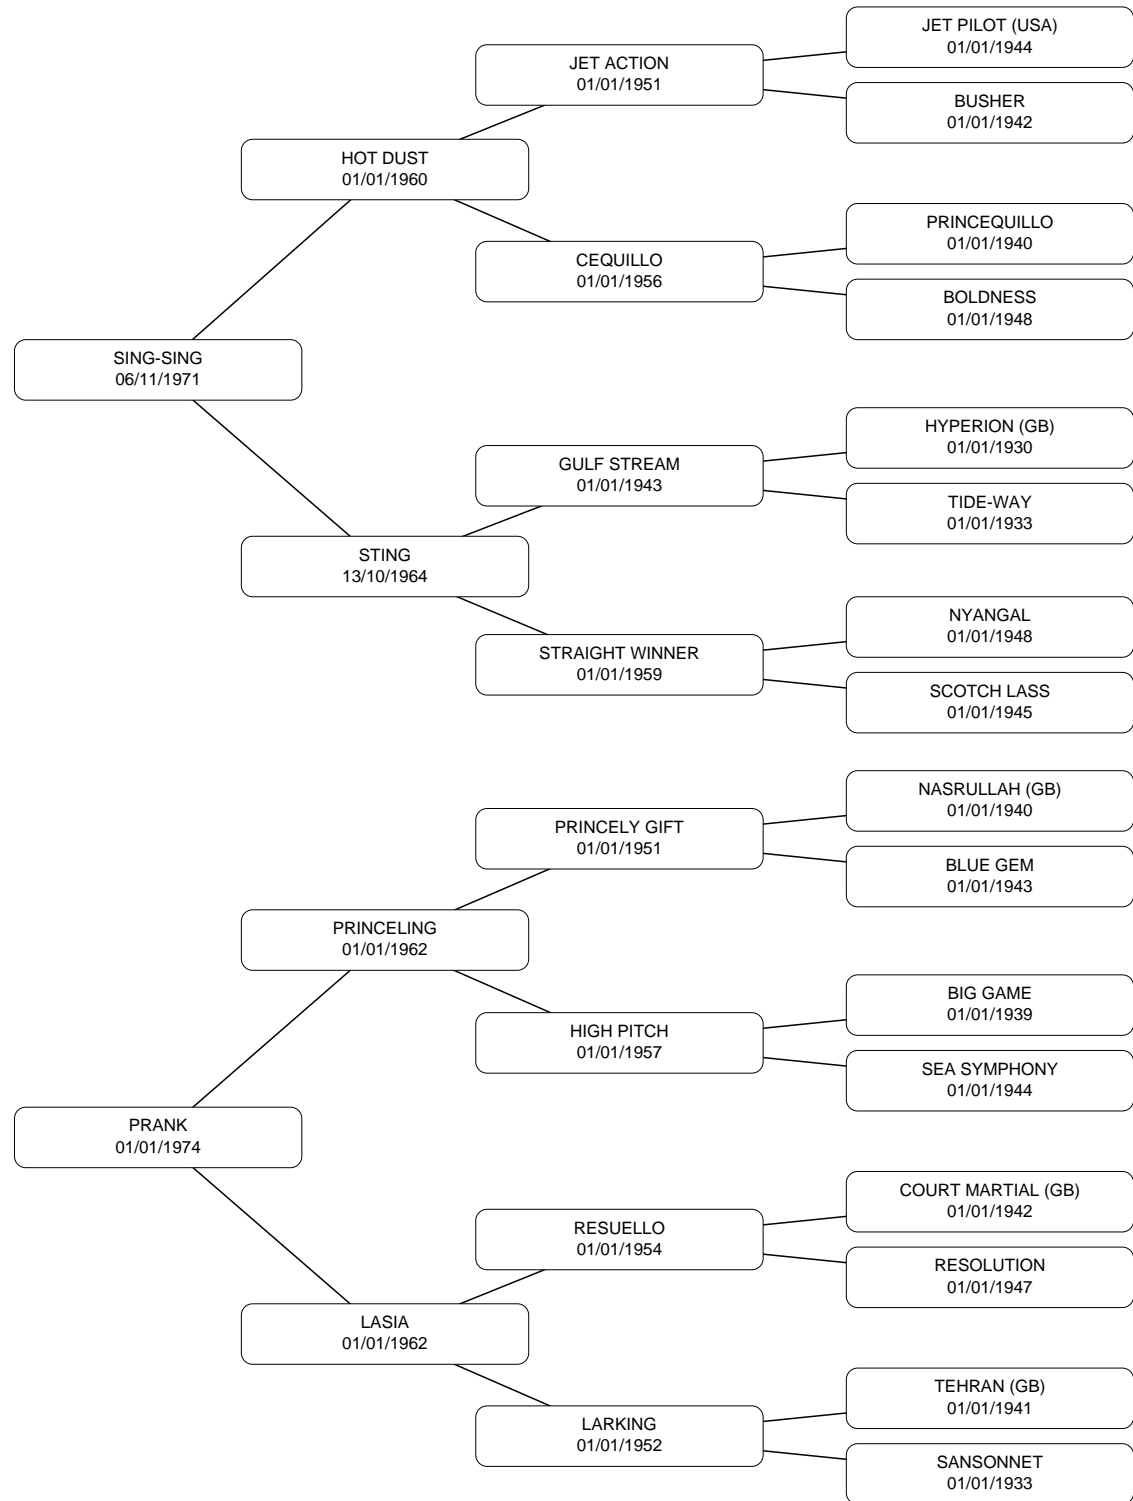 JET PILOT (USA)
01/01/1944
JET ACTION
01/01/1951
BUSHER
01/01/1942
HOT DUST
01/01/1960
PRINCEQUILLO
01/01/1940
CEQUILLO
01/01/1956
BOLDNESS
01/01/1948
SING-SING
06/11/1971
HYPERION (GB)
01/01/1930
GULF STREAM
01/01/1943
TIDE-WAY
01/01/1933
STING
13/10/1964
NYANGAL
01/01/1948
STRAIGHT WINNER
01/01/1959
SCOTCH LASS
01/01/1945
NASRULLAH (GB)
01/01/1940
PRINCELY GIFT
01/01/1951
BLUE GEM
01/01/1943
PRINCELING
01/01/1962
BIG GAME
01/01/1939
HIGH PITCH
01/01/1957
SEA SYMPHONY
01/01/1944
PRANK
01/01/1974
COURT MARTIAL (GB)
01/01/1942
RESUELLO
01/01/1954
RESOLUTION
01/01/1947
LASIA
01/01/1962
TEHRAN (GB)
01/01/1941
LARKING
01/01/1952
SANSONNET
01/01/1933